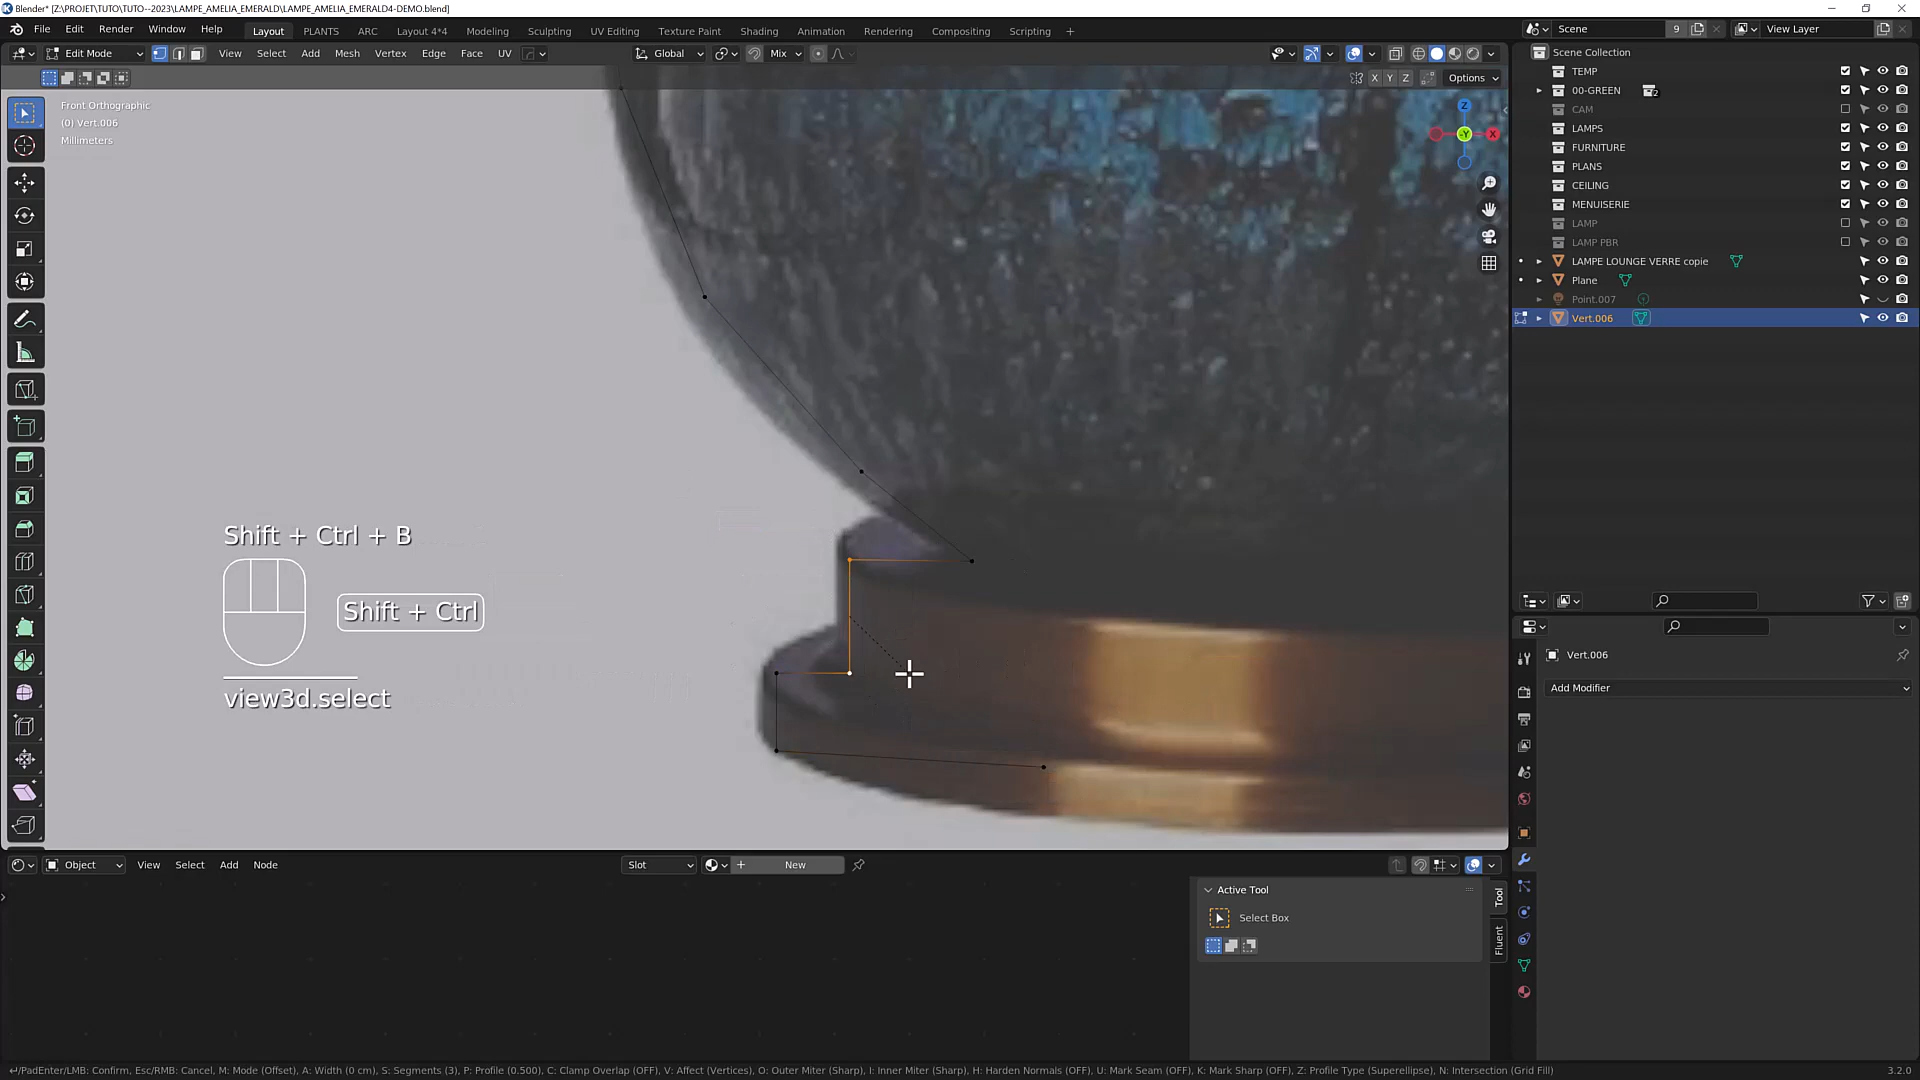 Blender* [Z:\PROJET\TUTO\TUTO--2023\LAMPE_AMELIA_EMERALD\LAMPE_AMELIA_EMERALD4-DEMO.blend]
File Edit Render Window Help Layout PLANTS ARC Layout 4*4 Modeling Sculpting UV Editing Texture Paint Shading Animation Rendering Compositing Scripting + Scene 9 View Layer
Edit Mode View Select Add Mesh Vertex Edge Face UV Global Mix
X Y Z Options
Scene Collection
TEMP
00-GREEN 2
CAM
LAMPS
FURNITURE
PLANS
CEILING
MENUISERIE
LAMP
LAMP PBR
LAMPE LOUNGE VERRE copie
Plane
Point.007
Vert.006
Front Orthographic
(0) Vert.006
Millimeters
Z
-Y
X
Shift + Ctrl + B
Shift + Ctrl
view3d.select
Vert.006
Add Modifier
Object View Select Add Node Slot New
Active Tool
Select Box
Tool
Fluent
↵/PadEnter/LMB: Confirm, Esc/RMB: Cancel, M: Mode (Offset), A: Width (0 cm), S: Segments (3), P: Profile (0.500), C: Clamp Overlap (OFF), V: Affect (Vertices), O: Outer Miter (Sharp), I: Inner Miter (Sharp), H: Harden Normals (OFF), U: Mark Seam (OFF), K: Mark Sharp (OFF), Z: Profile Type (Superellipse), N: Intersection (Grid Fill) 3.2.0